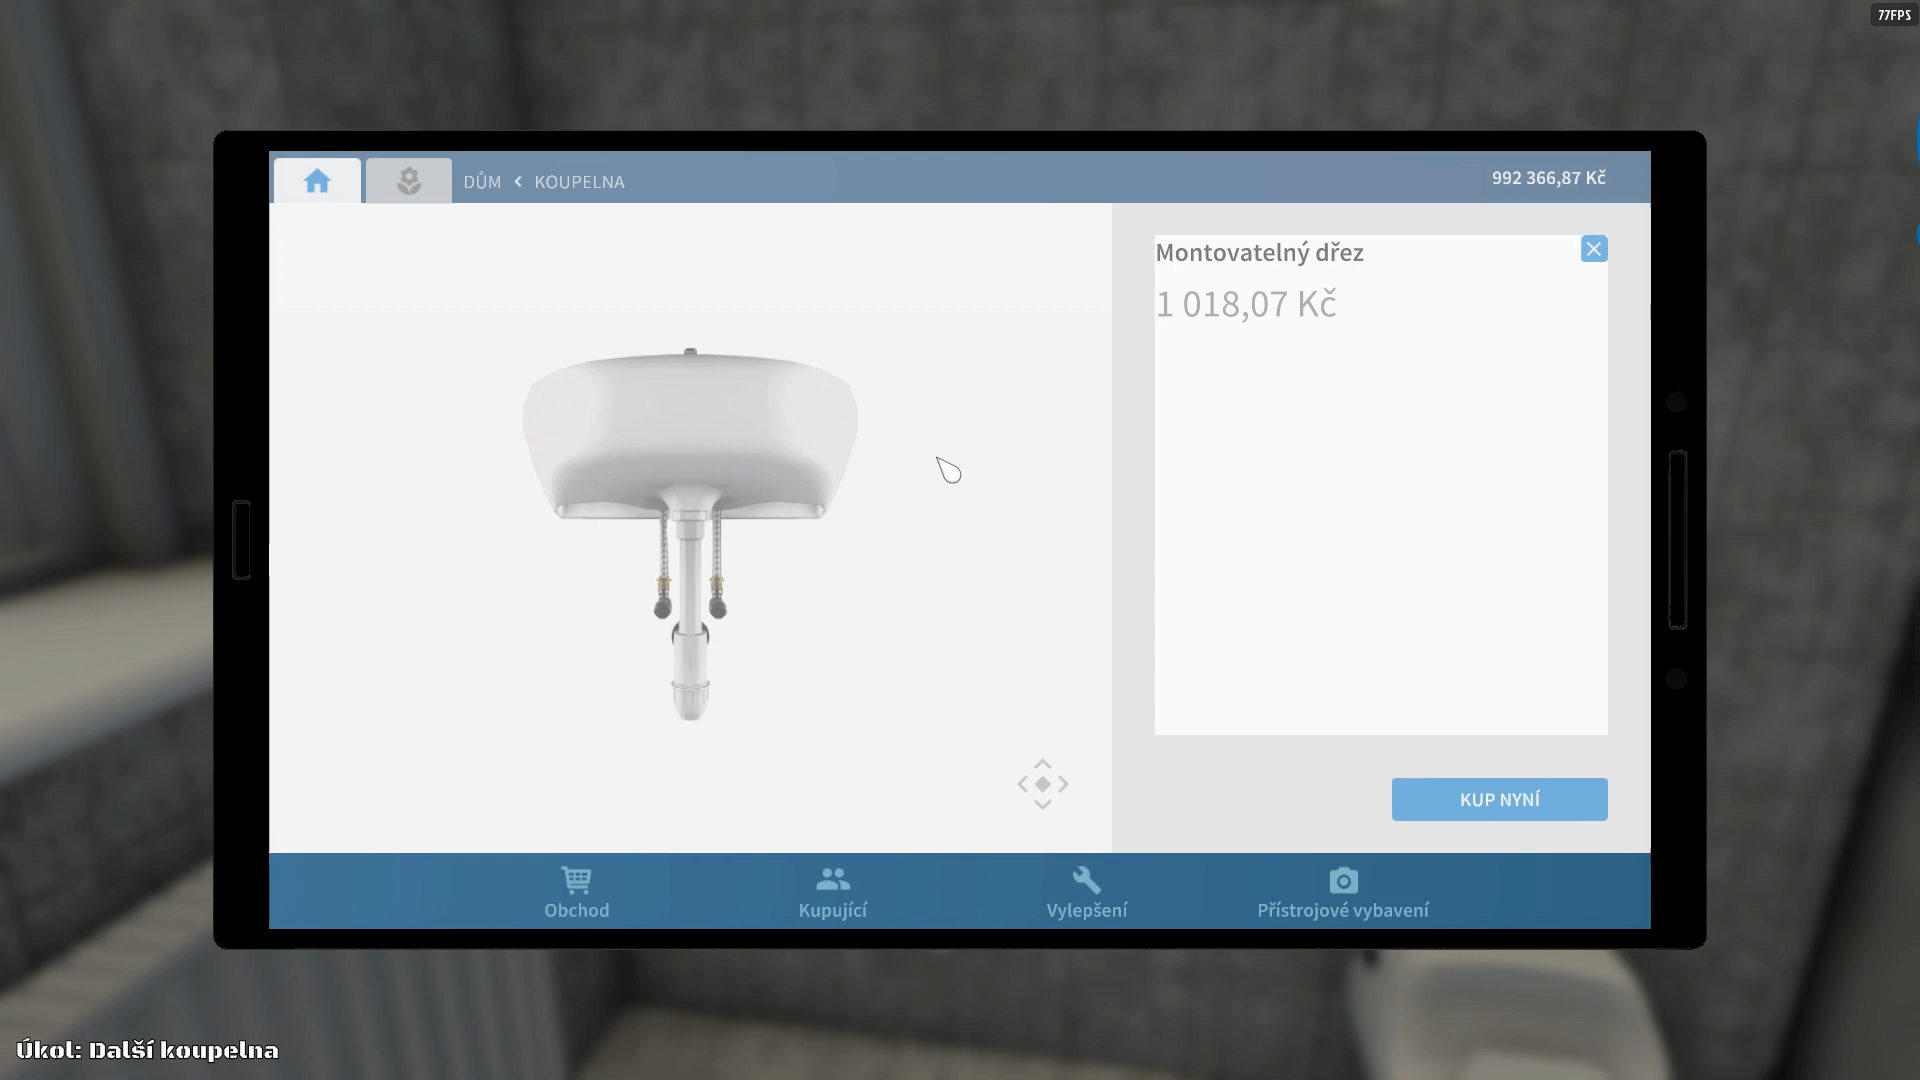 77FPS
DŮM
KOUPELNA
992 366,87 Kč
Montovatelný dřez
1 018,07 Kč
KUP NYNÍ
Obchod
Kupující
Vylepšení
Přístrojové vybavení
Úkol: Další koupelna